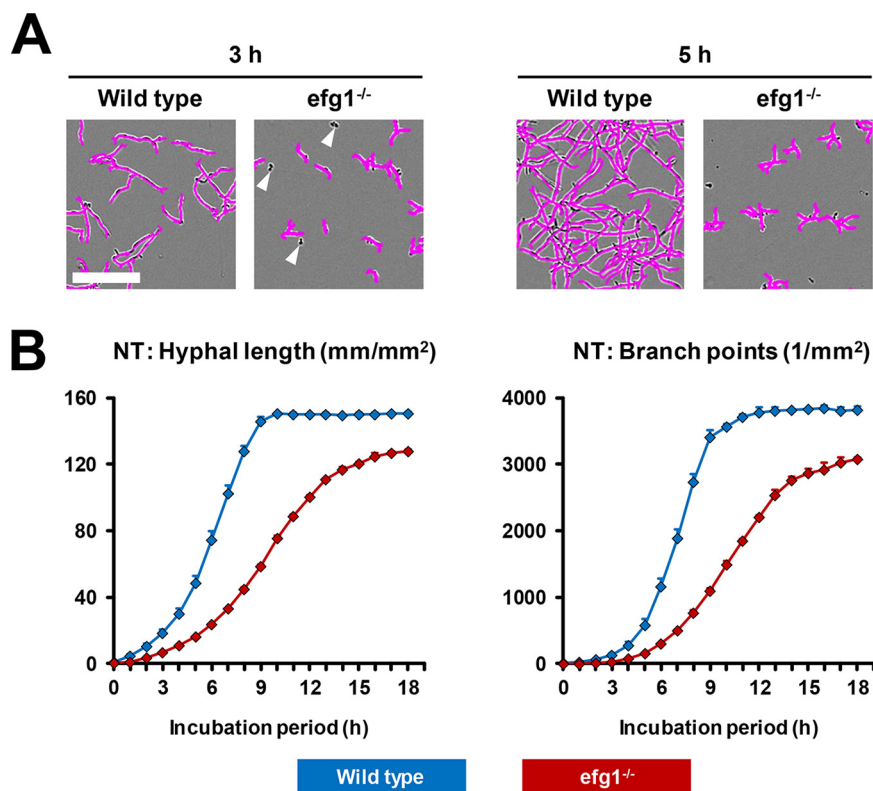 A
3 h
5 h
Wild type
efg1⁻/⁻
Wild type
efg1⁻/⁻
B
NT: Hyphal length (mm/mm²)
NT: Branch points (1/mm²)
160
120
80
40
0
0 3 6 9 12 15 18
Incubation period (h)
4000
3000
2000
1000
0
0 3 6 9 12 15 18
Incubation period (h)
Wild type
efg1⁻/⁻